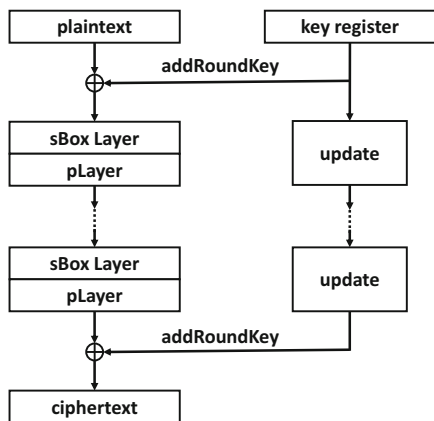 plaintext
key register
addRoundKey
sBox Layer
pLayer
update
sBox Layer
pLayer
update
addRoundKey
ciphertext